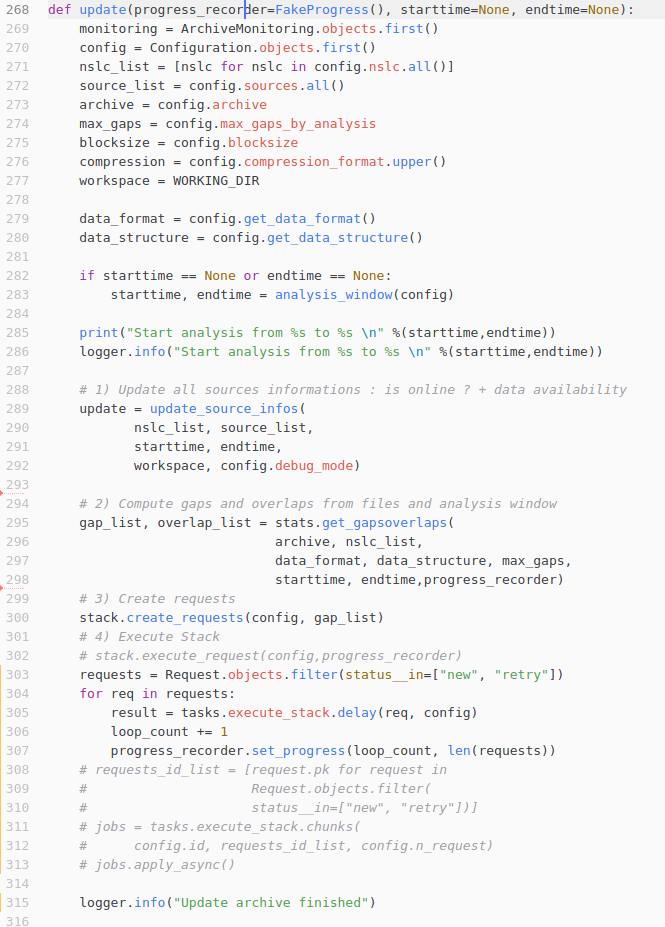 268 def update(progress_recorder=FakeProgress(), starttime=None, endtime=None):
269     monitoring = ArchiveMonitoring.objects.first()
270     config = Configuration.objects.first()
271     nslc_list = [nslc for nslc in config.nslc.all()]
272     source_list = config.sources.all()
273     archive = config.archive
274     max_gaps = config.max_gaps_by_analysis
275     blocksize = config.blocksize
276     compression = config.compression_format.upper()
277     workspace = WORKING_DIR
278
279     data_format = config.get_data_format()
280     data_structure = config.get_data_structure()
281
282     if starttime == None or endtime == None:
283         starttime, endtime = analysis_window(config)
284
285     print("Start analysis from %s to %s \n" %(starttime,endtime))
286     logger.info("Start analysis from %s to %s \n" %(starttime,endtime))
287
288     # 1) Update all sources informations : is online ? + data availability
289     update = update_source_infos(
290            nslc_list, source_list,
291            starttime, endtime,
292            workspace, config.debug_mode)
293
294     # 2) Compute gaps and overlaps from files and analysis window
295     gap_list, overlap_list = stats.get_gapsoverlaps(
296                              archive, nslc_list,
297                              data_format, data_structure, max_gaps,
298                              starttime, endtime,progress_recorder)
299     # 3) Create requests
300     stack.create_requests(config, gap_list)
301     # 4) Execute Stack
302     # stack.execute_request(config,progress_recorder)
303     requests = Request.objects.filter(status__in=["new", "retry"])
304     for req in requests:
305         result = tasks.execute_stack.delay(req, config)
306         loop_count += 1
307         progress_recorder.set_progress(loop_count, len(requests))
308     # requests_id_list = [request.pk for request in
309     #                     Request.objects.filter(
310     #                     status__in=["new", "retry"])]
311     # jobs = tasks.execute_stack.chunks(
312     #      config.id, requests_id_list, config.n_request)
313     # jobs.apply_async()
314
315     logger.info("Update archive finished")
316